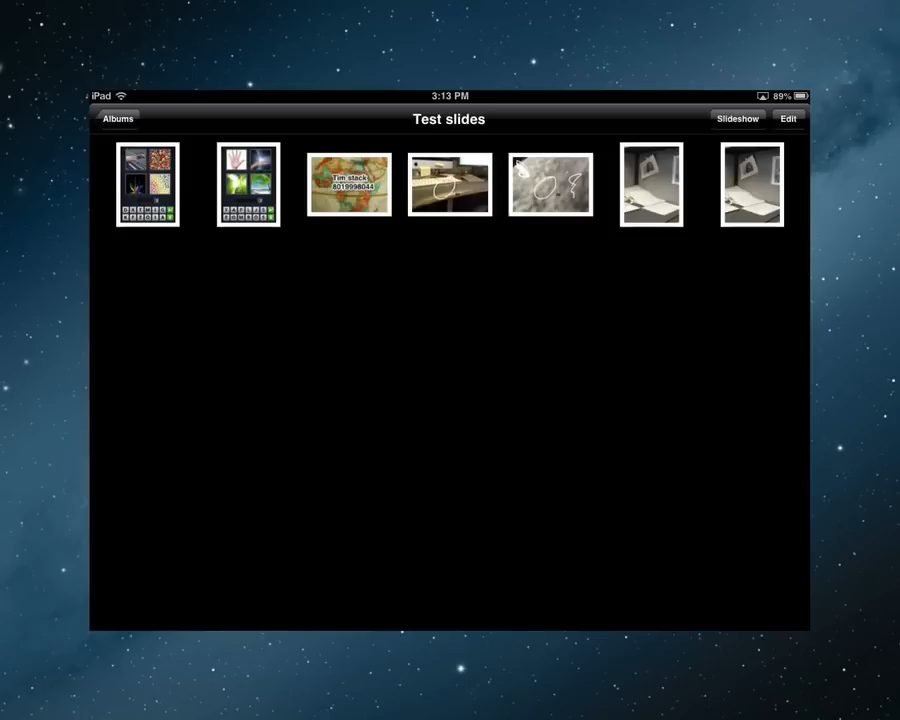 iPad
3:13 PM
89%
Albums
Test slides
Slideshow
Edit
Tim stack
8019998044